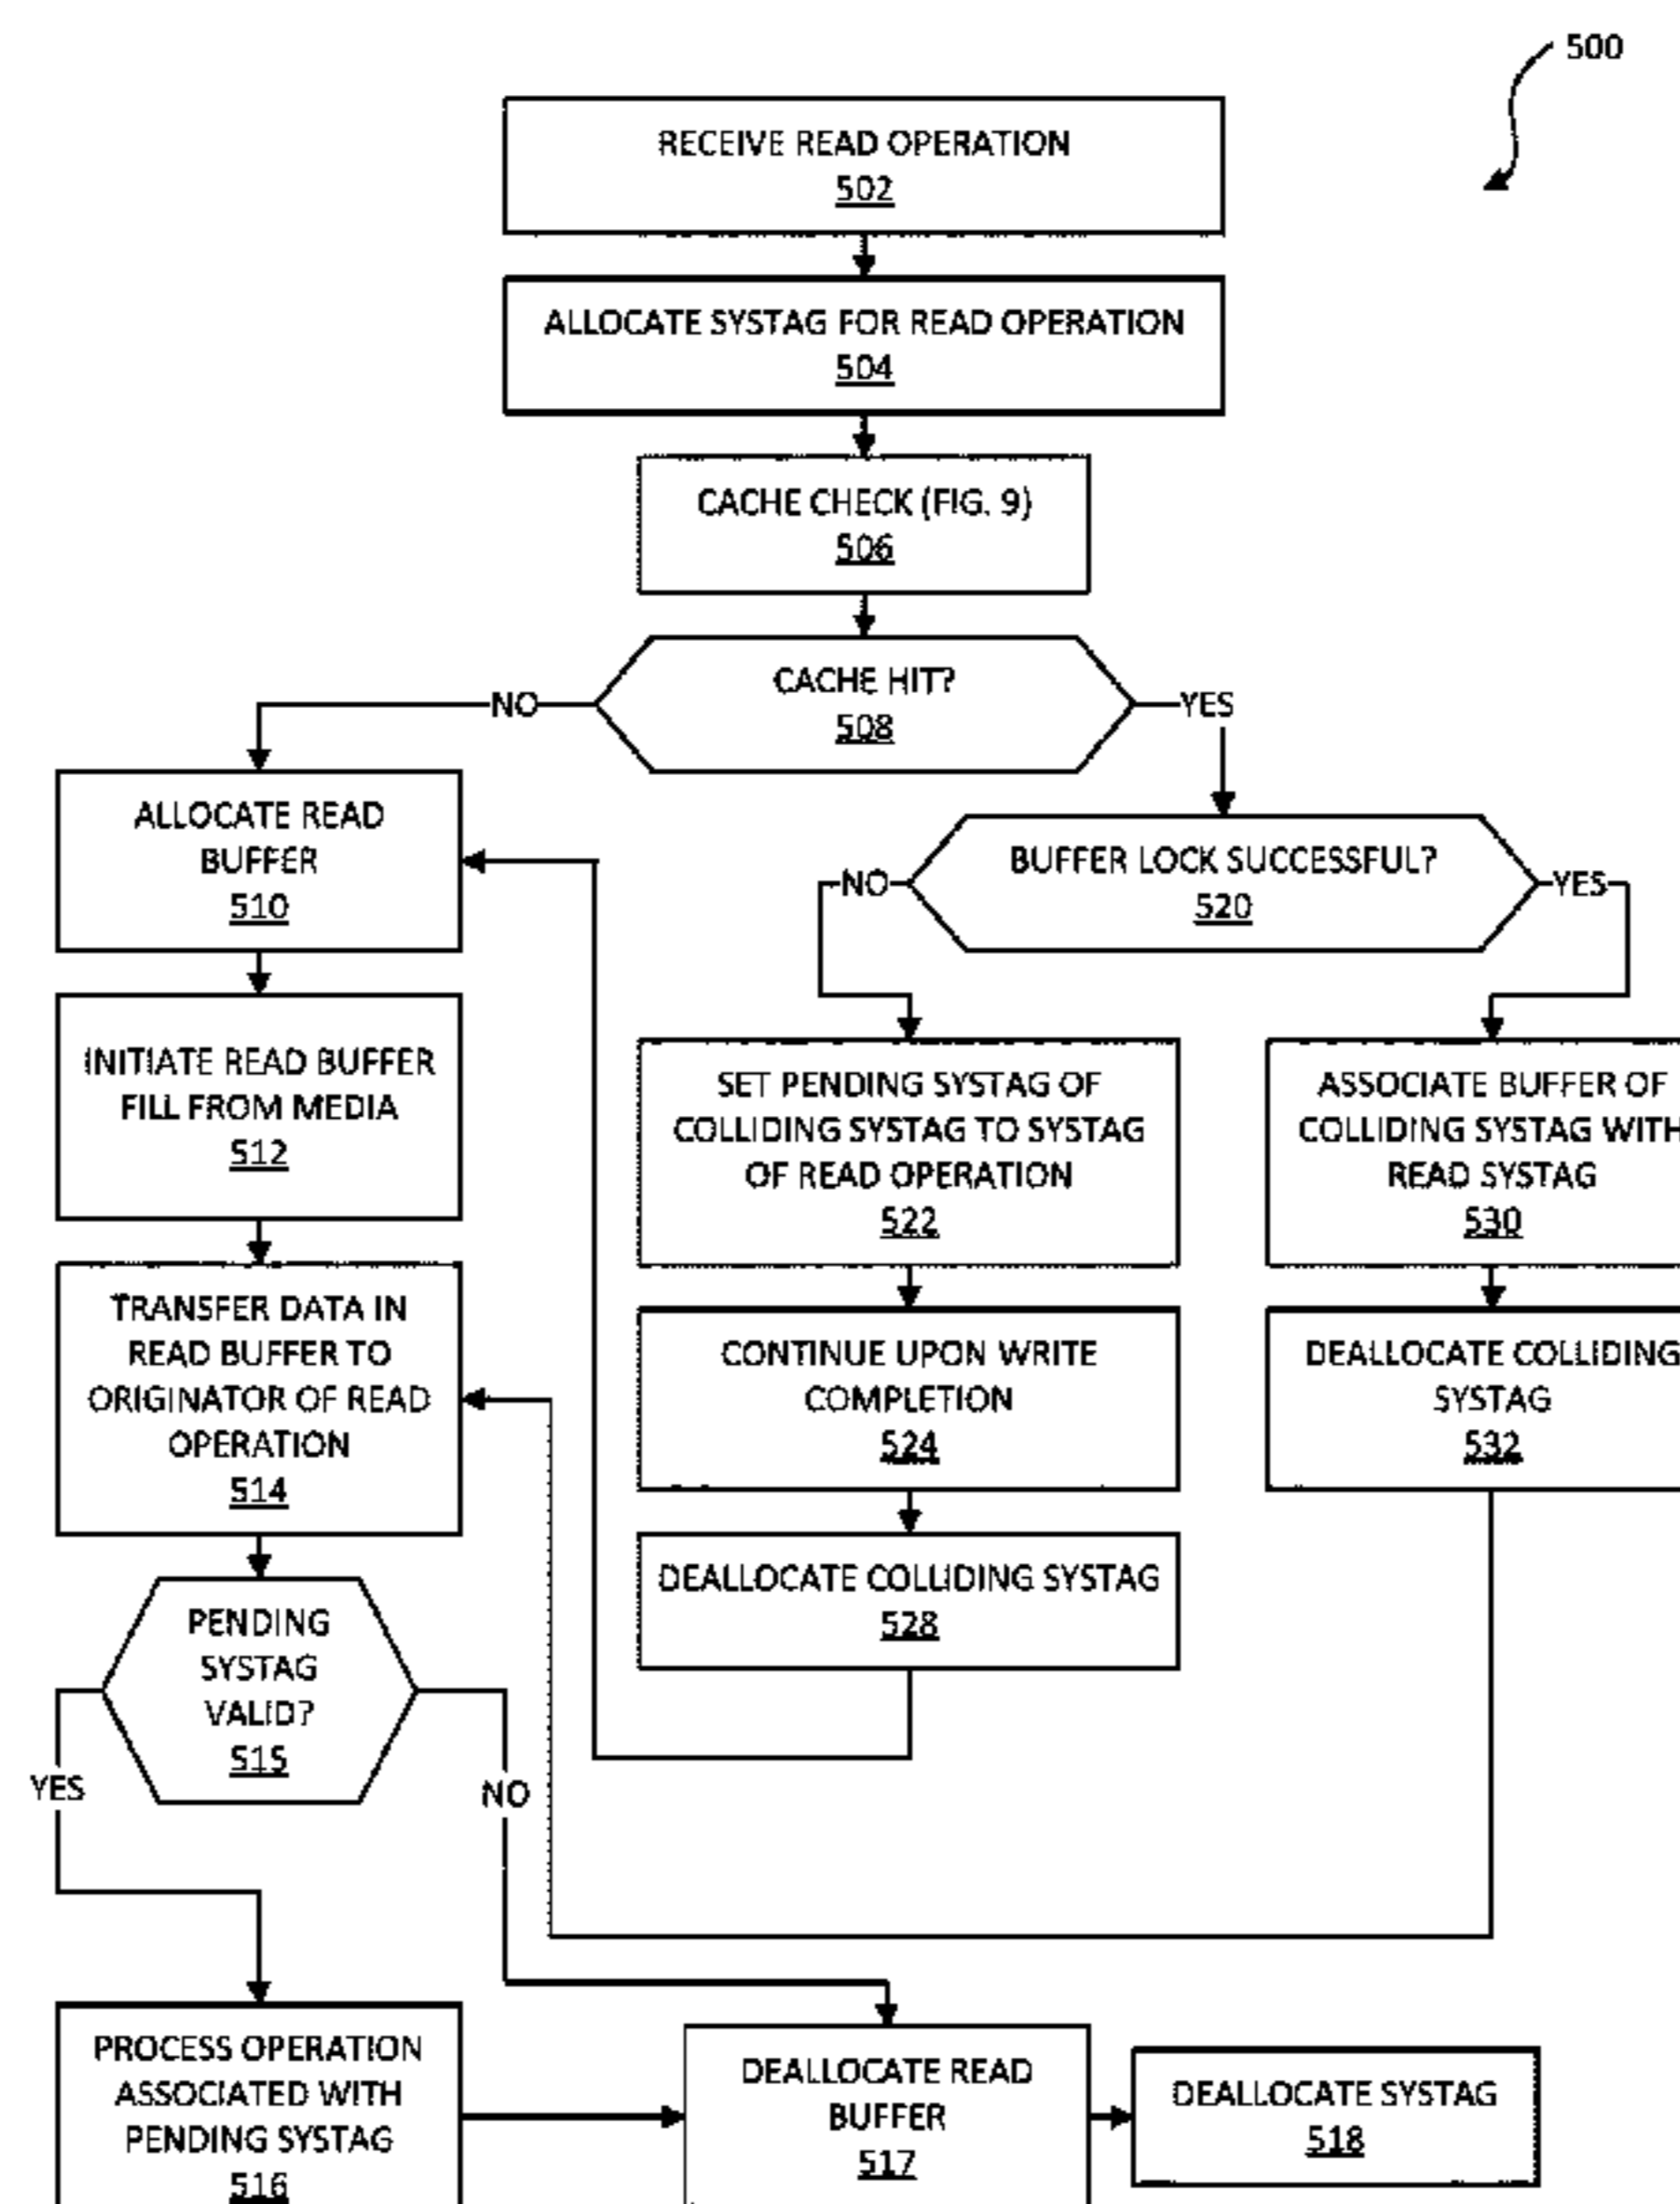 500
RECEIVE READ OPERATION
502
ALLOCATE SYSTAG FOR READ OPERATION
504
CACHE CHECK (FIG. 9)
506
CACHE HIT?
508
NO
YES
ALLOCATE READ
BUFFER
510
BUFFER LOCK SUCCESSFUL?
520
NO
YES
INITIATE READ BUFFER
FILL FROM MEDIA
512
SET PENDING SYSTAG OF
COLLIDING SYSTAG TO SYSTAG
OF READ OPERATION
522
ASSOCIATE BUFFER OF
COLLIDING SYSTAG WITH
READ SYSTAG
530
TRANSFER DATA IN
READ BUFFER TO
ORIGINATOR OF READ
OPERATION
514
CONTINUE UPON WRITE
COMPLETION
524
DEALLOCATE COLLIDING
SYSTAG
532
DEALLOCATE COLLIDING SYSTAG
528
PENDING
SYSTAG
VALID?
515
YES
NO
PROCESS OPERATION
ASSOCIATED WITH
PENDING SYSTAG
516
DEALLOCATE READ
BUFFER
517
DEALLOCATE SYSTAG
518